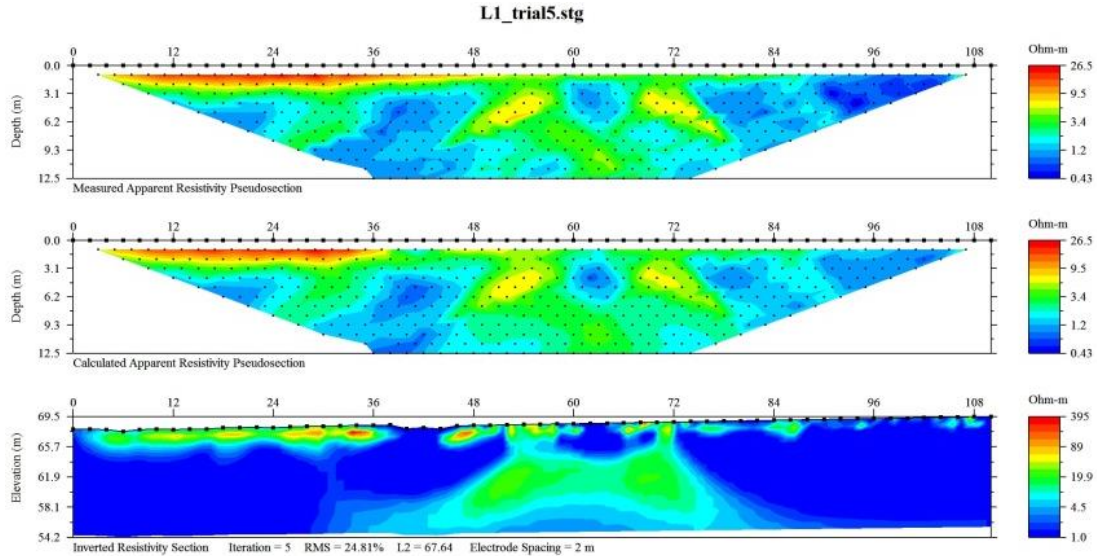 L1_trial5.stg
0 12 24 36 48 60 72 84 96 108
Ohm-m
Depth (m)
0.0
3.1
6.2
9.3
12.5
26.5
9.5
3.4
1.2
0.43
Measured Apparent Resistivity Pseudosection
0 12 24 36 48 60 72 84 96 108
Ohm-m
Depth (m)
0.0
3.1
6.2
9.3
12.5
26.5
9.5
3.4
1.2
0.43
Calculated Apparent Resistivity Pseudosection
0 12 24 36 48 60 72 84 96 108
Ohm-m
Elevation (m)
69.5
65.7
61.9
58.1
54.2
395
89
19.9
4.5
1.0
Inverted Resistivity Section Iteration = 5 RMS = 24.81% L2 = 67.64 Electrode Spacing = 2 m